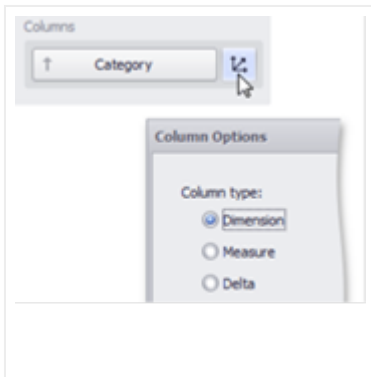 Columns
Category
Column Options
Column type:
Dimension
Measure
Delta